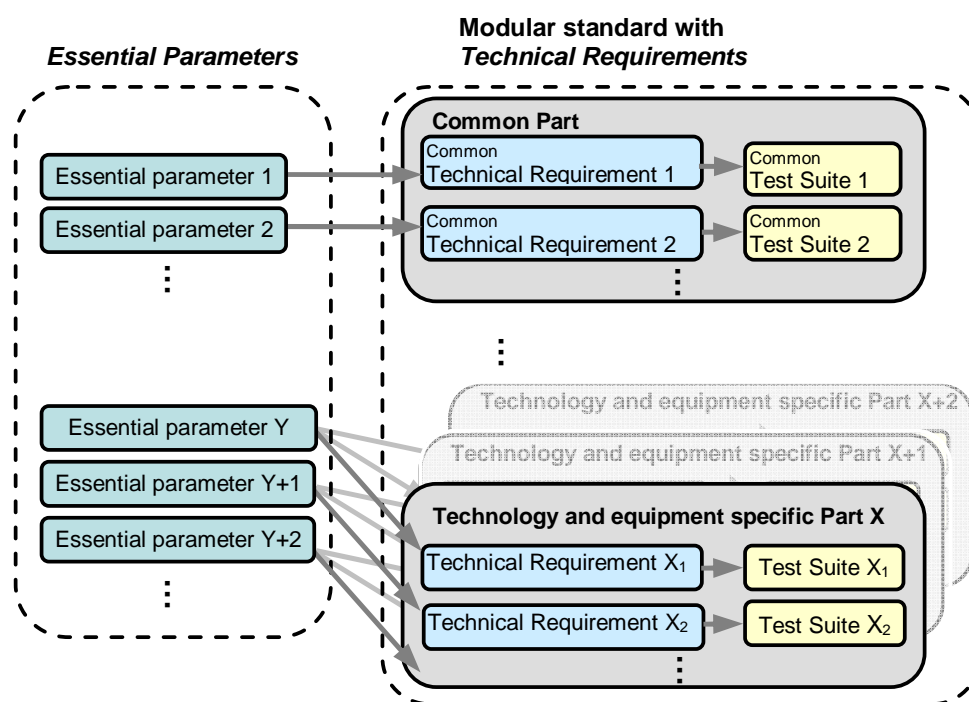 Essential Parameters
Modular standard with
Technical Requirements
Essential parameter 1
Essential parameter 2
⋮
Essential parameter Y
Essential parameter Y+1
Essential parameter Y+2
⋮
Common Part
Common
Technical Requirement 1
Common
Test Suite 1
Common
Technical Requirement 2
Common
Test Suite 2
⋮
⋮
Technology and equipment specific Part X+2
Technology and equipment specific Part X+1
Technology and equipment specific Part X
Technical Requirement X₁
Test Suite X₁
Technical Requirement X₂
Test Suite X₂
⋮